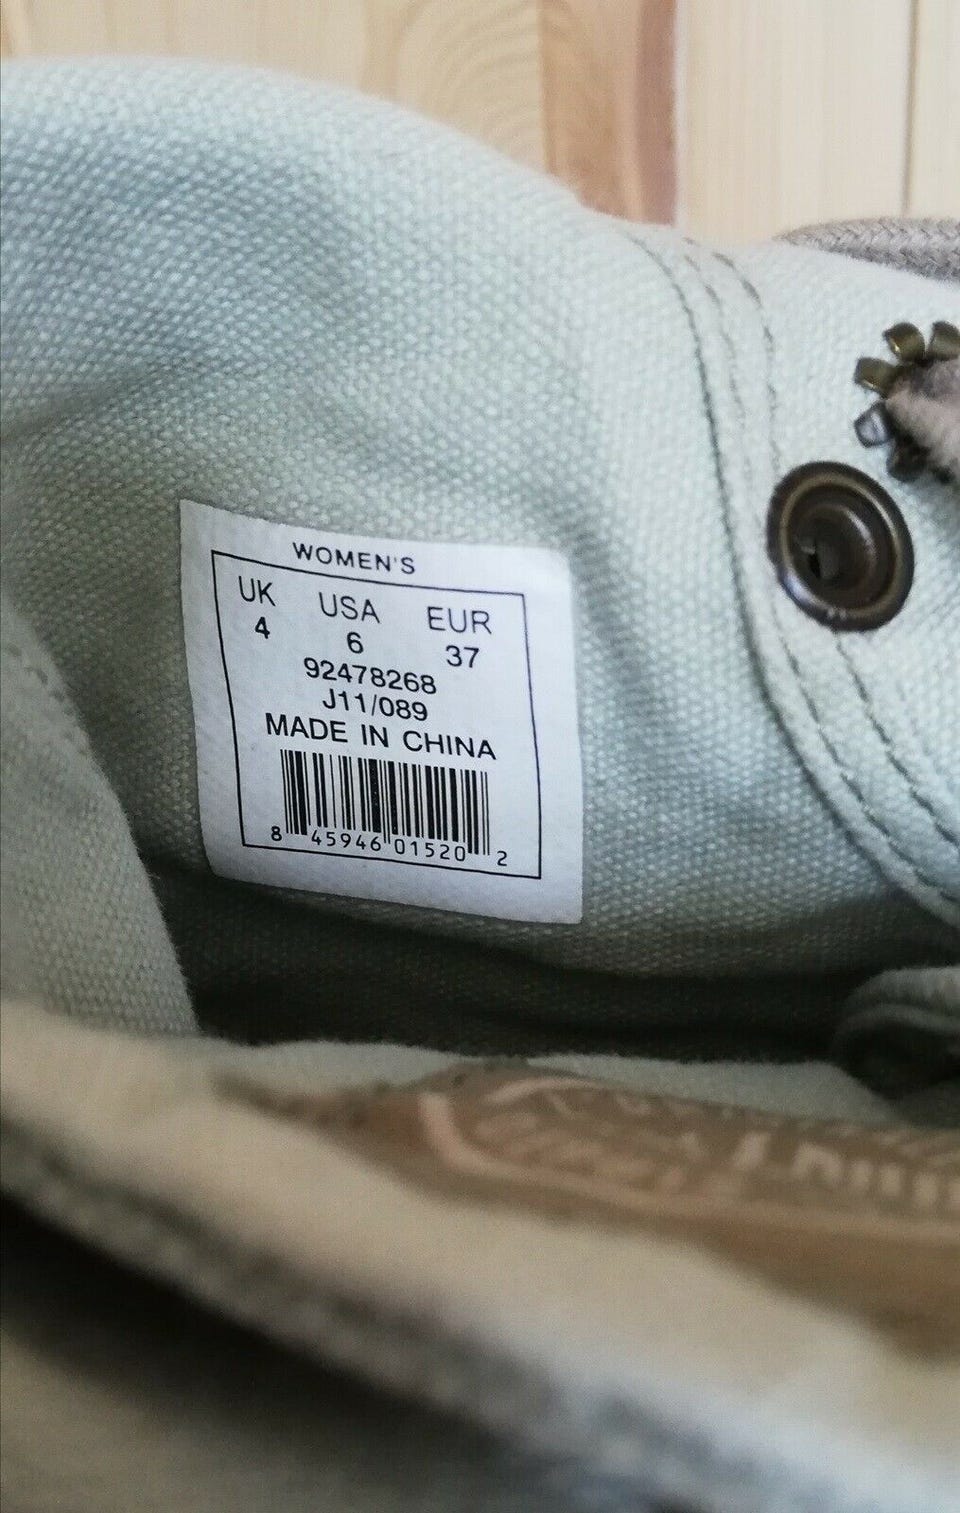 WOMEN'S
UK USA EUR
4 6 37
92478268
J11/089
MADE IN CHINA
8 45946 01520 2